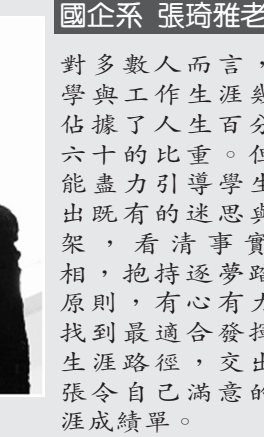 國企系 張琦雅老
對多數人而言，
學與工作生涯幾
佔據了人生百分
六十的比重。但
能盡力引導學生
出既有的迷思與
架，看清事實
相，抱持逐夢踏
原則，有心有力
找到最適合發揮
生涯路徑，交出
張令自己滿意的
涯成績單。